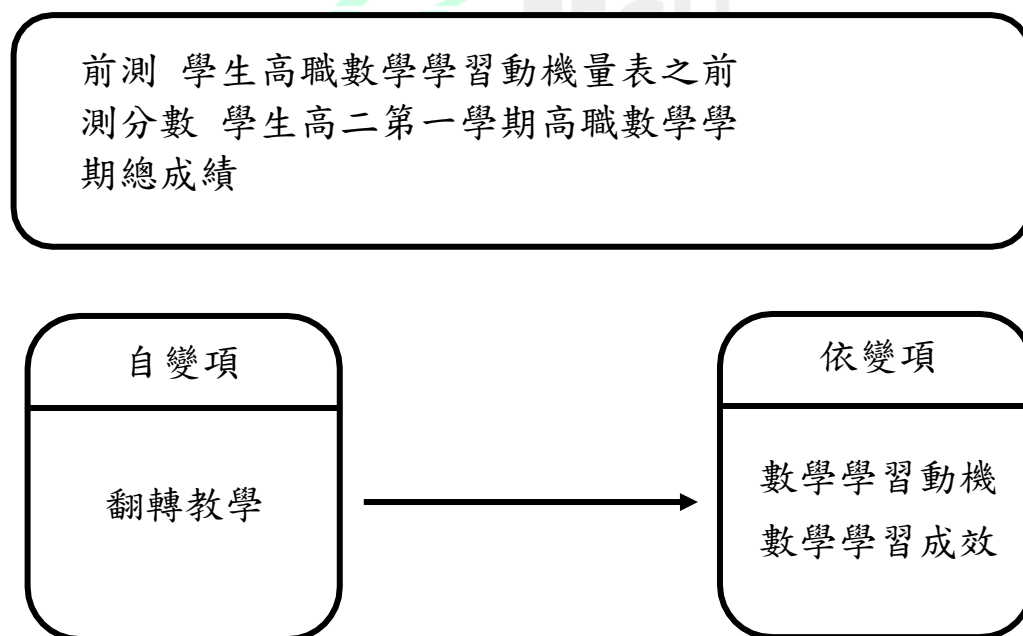 前測 學生高職數學學習動機量表之前
測分數 學生高二第一學期高職數學學
期總成績
自變項
依變項
翻轉教學
數學學習動機
數學學習成效